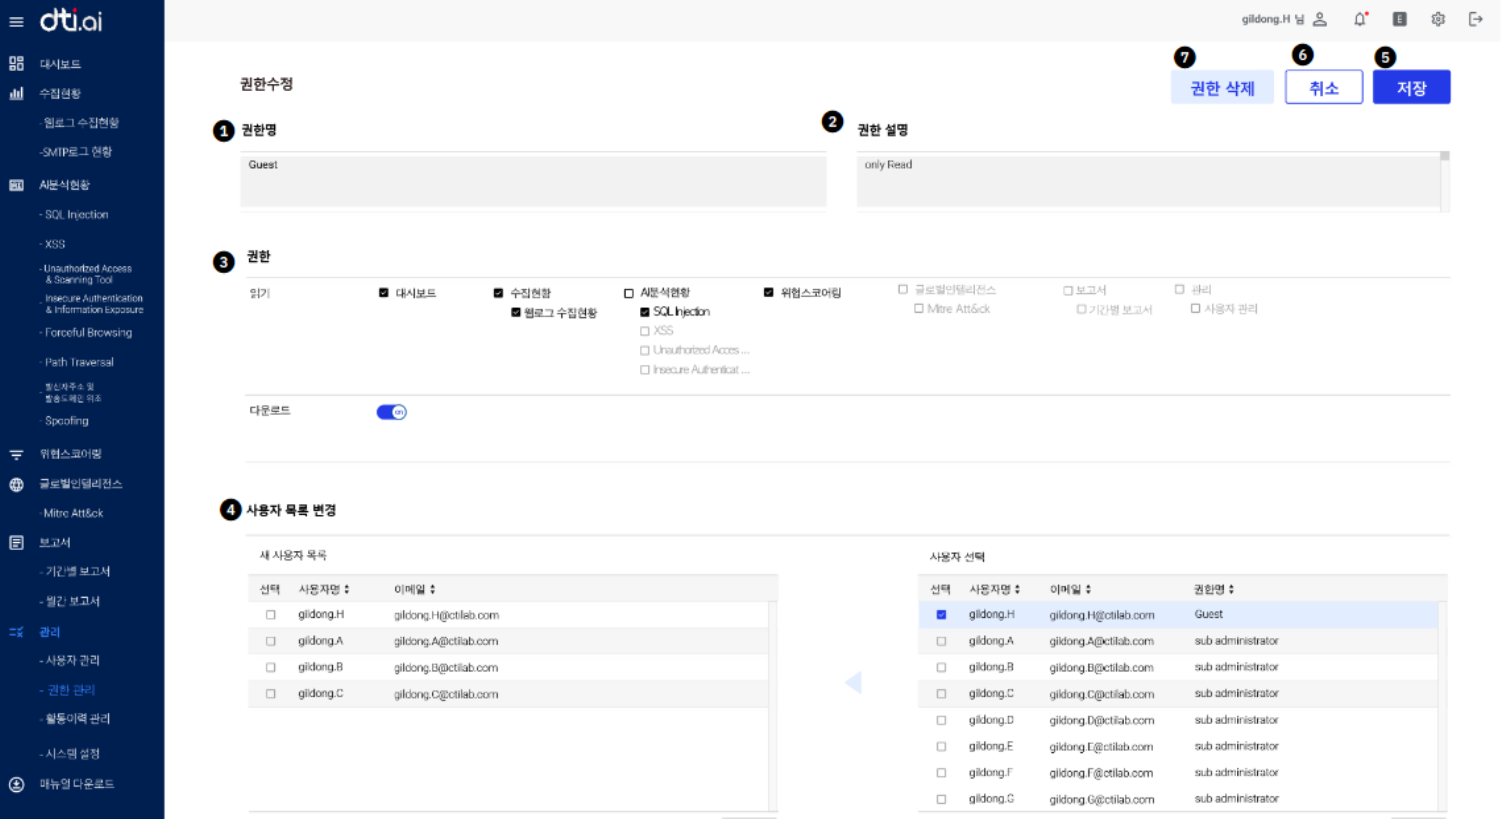 dti.ai
gildong.H 님
E
대시보드
수집현황
- 웹로그 수집현황
-SMTP로그 현황
AI분석현황
- SQL Injection
- XSS
- Unauthorized Access
& Scanning Tool
- Insecure Authentication
& Information Exposure
- Forceful Browsing
- Path Traversal
- 발신자주소 및
발송도메인 위조
- Spoofing
위협스코어링
글로벌인텔리전스
- Mitre Att&ck
보고서
- 기간별 보고서
- 월간 보고서
관리
- 사용자 관리
- 권한 관리
- 활동이력 관리
- 시스템 설정
매뉴얼 다운로드
권한수정
7
권한 삭제
6
취소
5
저장
1 권한명
Guest
2 권한 설명
only Read
3 권한
읽기
대시보드
수집현황
웹로그 수집현황
AI분석현황
SQL Injection
XSS
Unauthorized Acces ...
Insecure Authenticat ...
위협스코어링
글로벌인텔리전스
Mitre Att&ck
보고서
기간별 보고서
관리
사용자 관리
다운로드
on
4 사용자 목록 변경
새 사용자 목록
선택 사용자명 이메일
gildong.H gildong.H@ctilab.com
gildong.A gildong.A@ctilab.com
gildong.B gildong.B@ctilab.com
gildong.C gildong.C@ctilab.com
사용자 선택
선택 사용자명 이메일 권한명
gildong.H gildong.H@ctilab.com Guest
gildong.A gildong.A@ctilab.com sub administrator
gildong.B gildong.B@ctilab.com sub administrator
gildong.C gildong.C@ctilab.com sub administrator
gildong.D gildong.D@ctilab.com sub administrator
gildong.E gildong.E@ctilab.com sub administrator
gildong.F gildong.F@ctilab.com sub administrator
gildong.G gildong.G@ctilab.com sub administrator